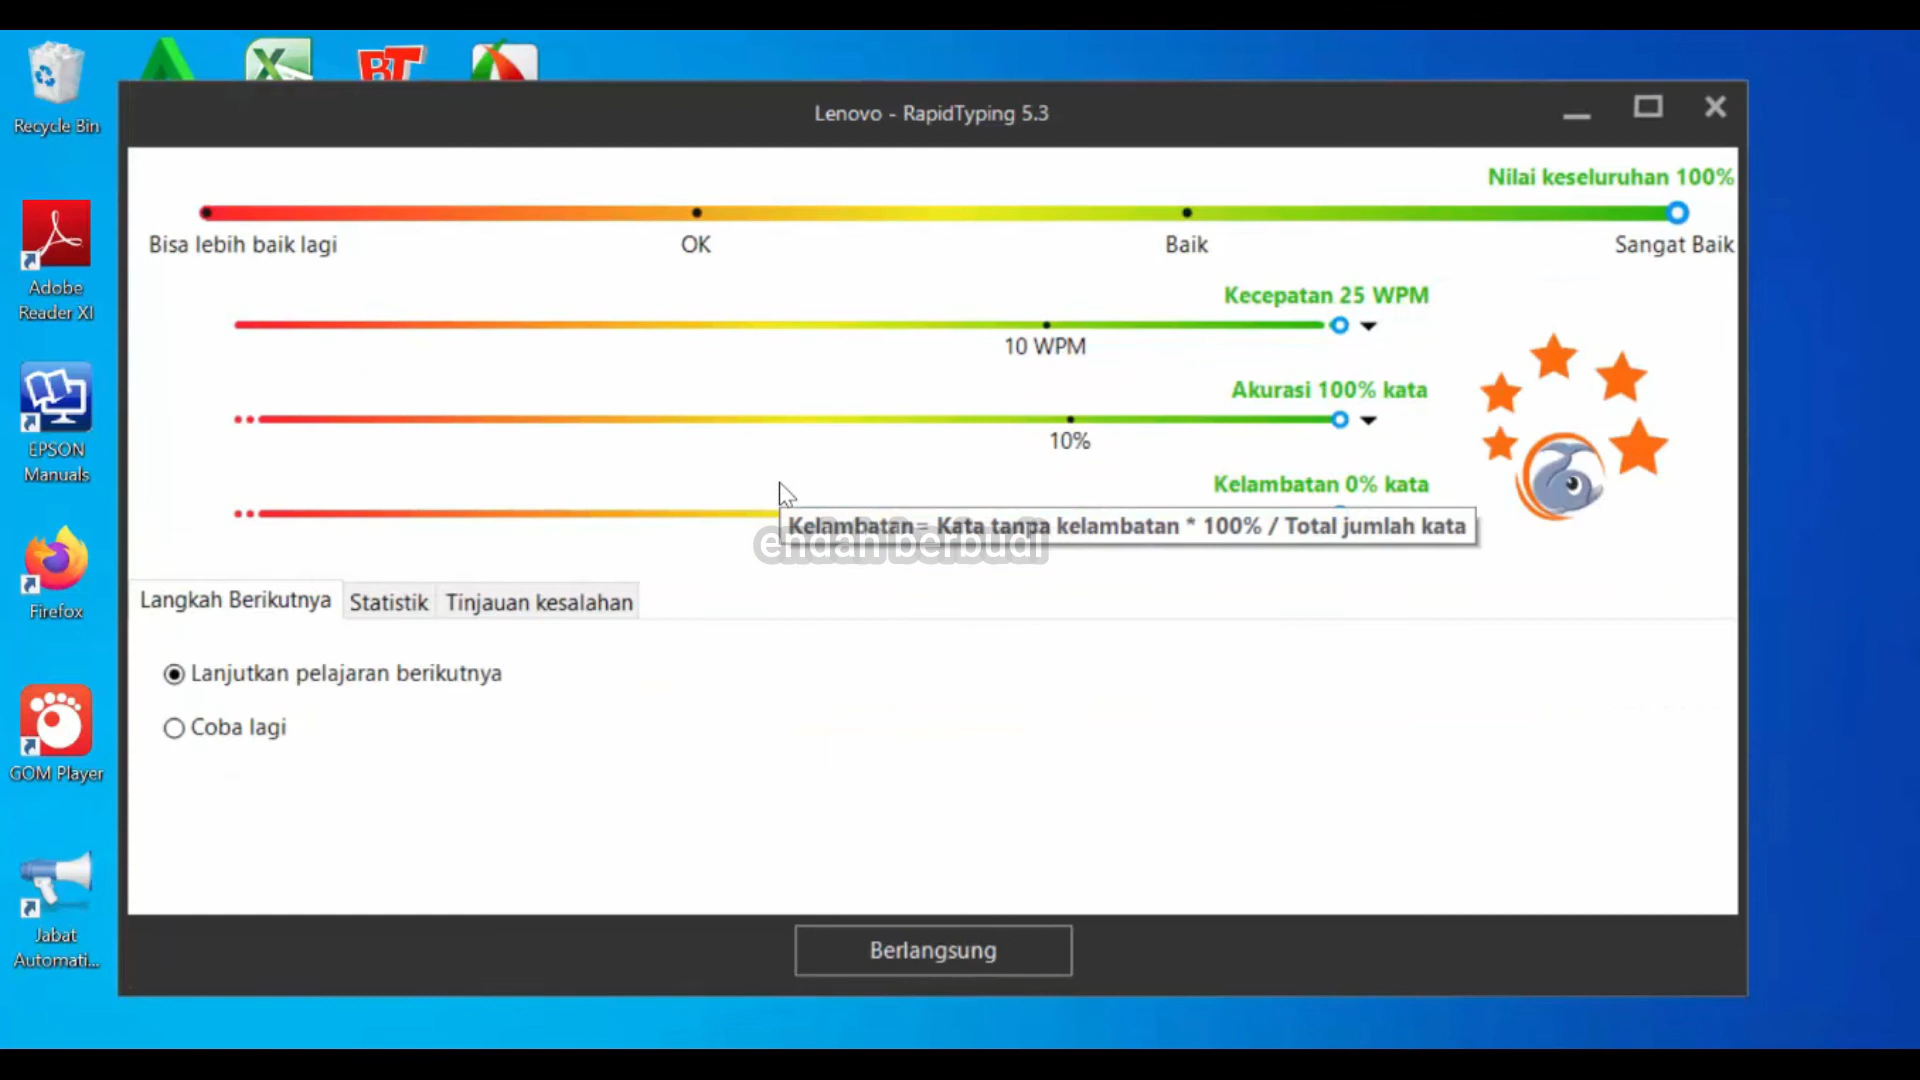 Recycle Bin
BT
Lenovo - RapidTyping 5.3
Nilai keseluruhan 100%
Bisa lebih baik lagi
OK
Baik
Sangat Baik
Kecepatan 25 WPM
10 WPM
Akurasi 100% kata
10%
Kelambatan 0% kata
Kelambatan= Kata tanpa kelambatan * 100% / Total jumlah kata
endah berbudi
Langkah Berikutnya
Statistik
Tinjauan kesalahan
Lanjutkan pelajaran berikutnya
Coba lagi
Berlangsung
Adobe
Reader XI
EPSON
Manuals
Firefox
GOM Player
Jabat
Automati...